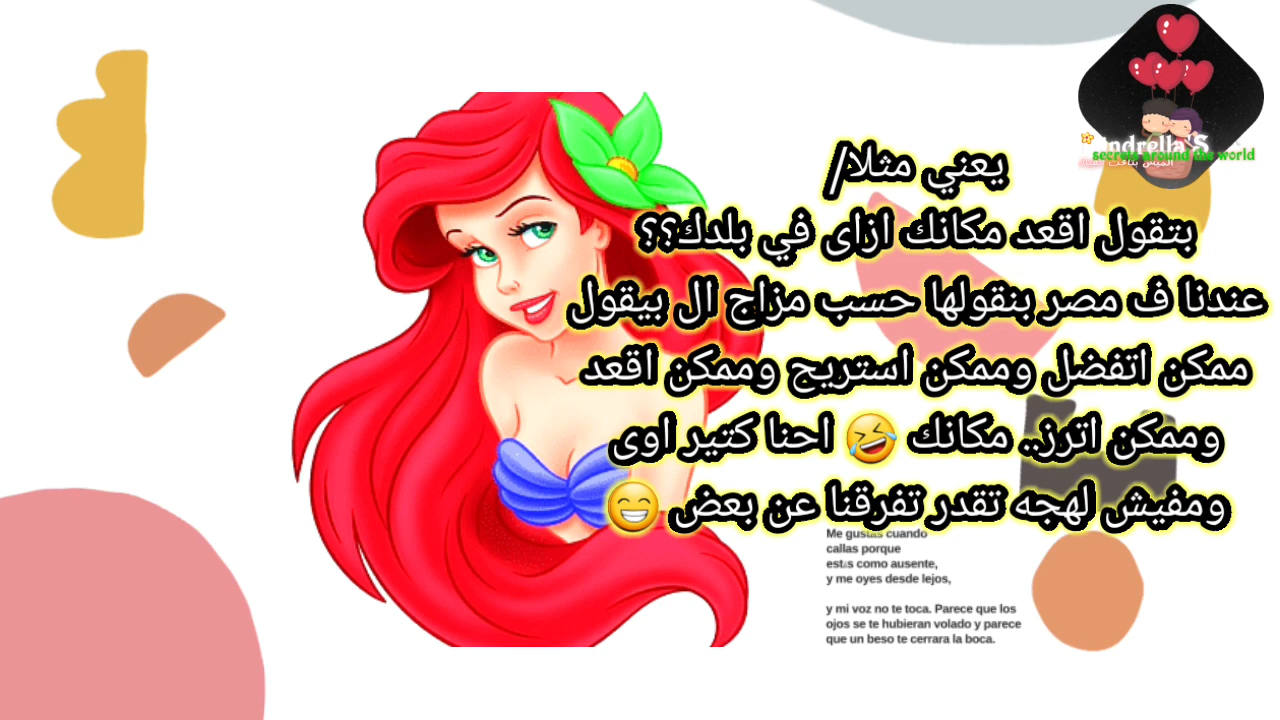 indrella'S
secrets around the world
يعني مثلا/
بتقول اقعد مكانك ازاى في بلدك؟؟
عندنا ف مصر بنقولها حسب مزاج ال بيقول
ممكن اتفضل وممكن استريح وممكن اقعد
وممكن اترز.. مكانك 🤣 احنا كتير اوى
ومفيش لهجه تقدر تفرقنا عن بعض 😁
Me gustas cuando
callas porque
estás como ausente,
y me oyes desde lejos,
y mi voz no te toca. Parece que los
ojos se te hubieran volado y parece
que un beso te cerrara la boca.